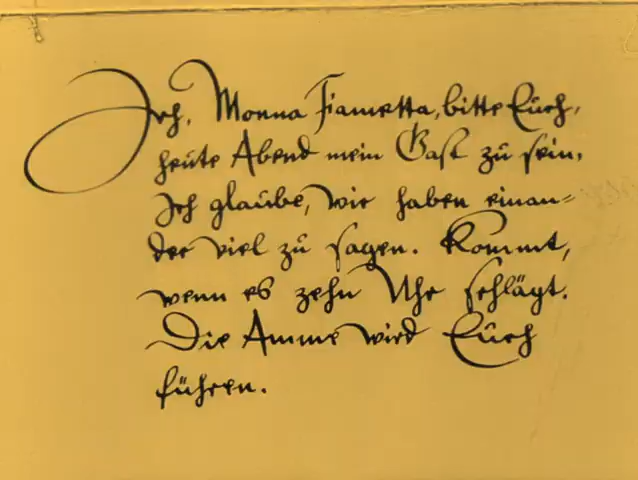 Ich, Monna Fiametta, bitte Euch,
heute Abend mein Gast zu sein.
Ich glaube, wir haben einan=
der viel zu sagen. Kommt,
wenn es zehn Uhr schlägt.
Die Amme wird Euch
führen.